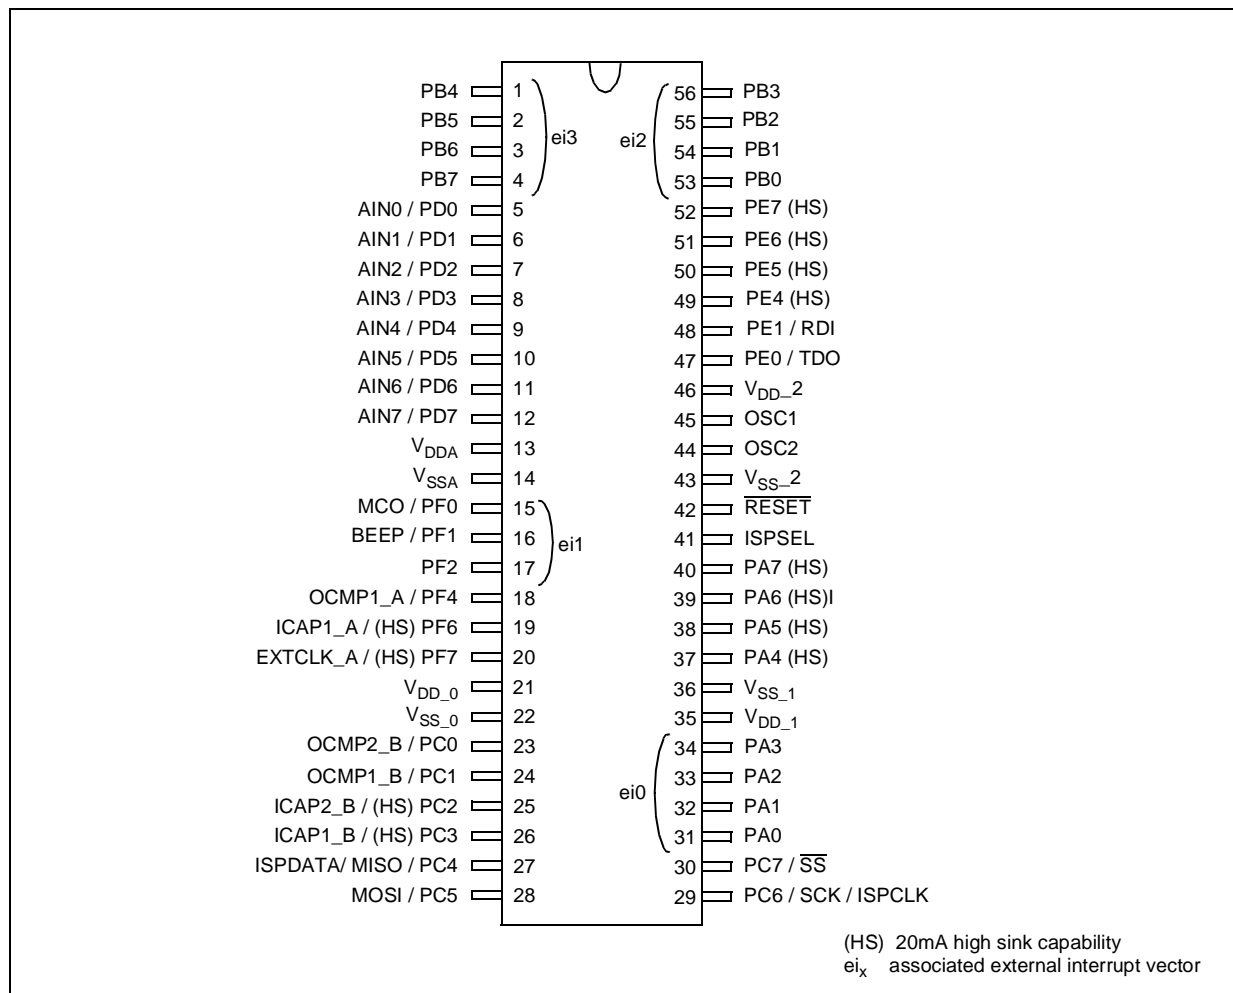 PB4 1 56 PB3
PB5 2 55 PB2
ei3 ei2
PB6 3 54 PB1
PB7 4 53 PB0
AIN0 / PD0 5 52 PE7 (HS)
AIN1 / PD1 6 51 PE6 (HS)
AIN2 / PD2 7 50 PE5 (HS)
AIN3 / PD3 8 49 PE4 (HS)
AIN4 / PD4 9 48 PE1 / RDI
AIN5 / PD5 10 47 PE0 / TDO
AIN6 / PD6 11 46 VDD_2
AIN7 / PD7 12 45 OSC1
VDDA 13 44 OSC2
VSSA 14 43 VSS_2
MCO / PF0 15 42 RESET
BEEP / PF1 16 ei1 41 ISPSEL
PF2 17 40 PA7 (HS)
OCMP1_A / PF4 18 39 PA6 (HS)I
ICAP1_A / (HS) PF6 19 38 PA5 (HS)
EXTCLK_A / (HS) PF7 20 37 PA4 (HS)
VDD_0 21 36 VSS_1
VSS_0 22 35 VDD_1
OCMP2_B / PC0 23 34 PA3
OCMP1_B / PC1 24 33 PA2
ei0
ICAP2_B / (HS) PC2 25 32 PA1
ICAP1_B / (HS) PC3 26 31 PA0
ISPDATA/ MISO / PC4 27 30 PC7 / SS
MOSI / PC5 28 29 PC6 / SCK / ISPCLK
(HS) 20mA high sink capability
eix associated external interrupt vector